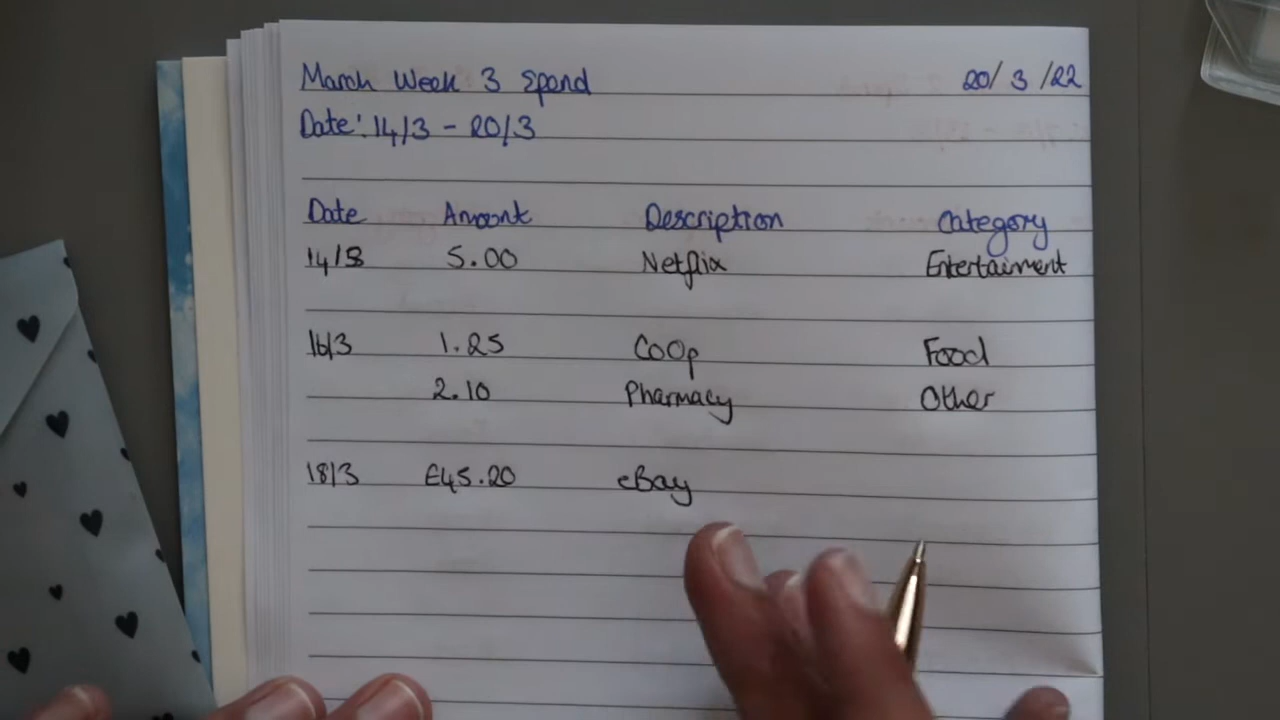 March Week 3 Spend 20/3/22
Date: 14/3 - 20/3
Date Amount Description Category
14/3 5.00 Netflix Entertaiment
16/3 1.25 COOp Food
2.10 Pharmacy Other
18/3 £45.20 eBay